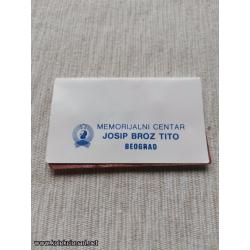 MEMORIJALNI CENTAR
JOSIP BROZ TITO
BEOGRAD
www.kolekcionari.net